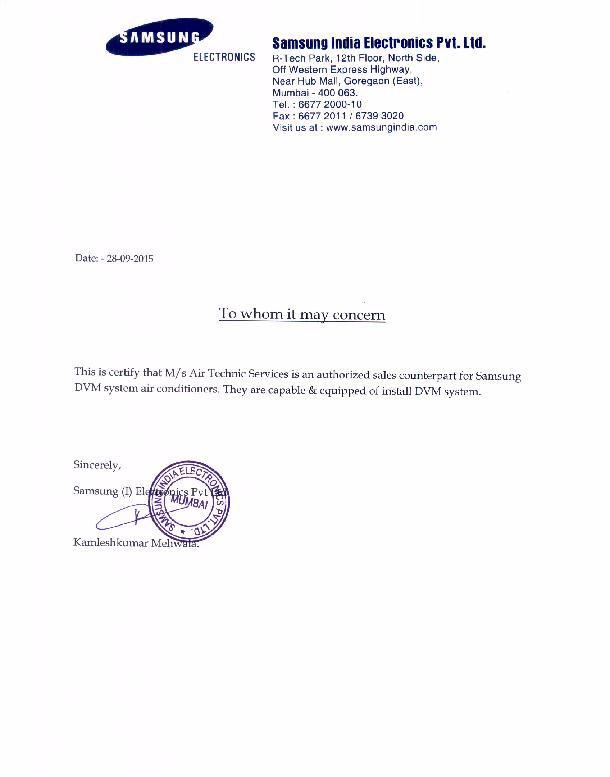 SAMSUNG
ELECTRONICS
Samsung India Electronics Pvt. Ltd.
R-Tech Park, 12th Floor, North Side,
Off Western Express Highway,
Near Hub Mall, Goregaon (East),
Mumbai - 400 063.
Tel. : 6677 2000-10
Fax : 6677 2011 / 6739 3020
Visit us at : www.samsungindia.com
Date: - 28-09-2015
To whom it may concern
This is certify that M/s Air Technic Services is an authorized sales counterpart for Samsung
DVM system air conditioners. They are capable & equipped of install DVM system.
Sincerely,
Samsung (I) Electronics Pvt Ltd
SAMSUNG INDIA ELECTRONICS PVT. LTD. *
MUMBAI
Kamleshkumar